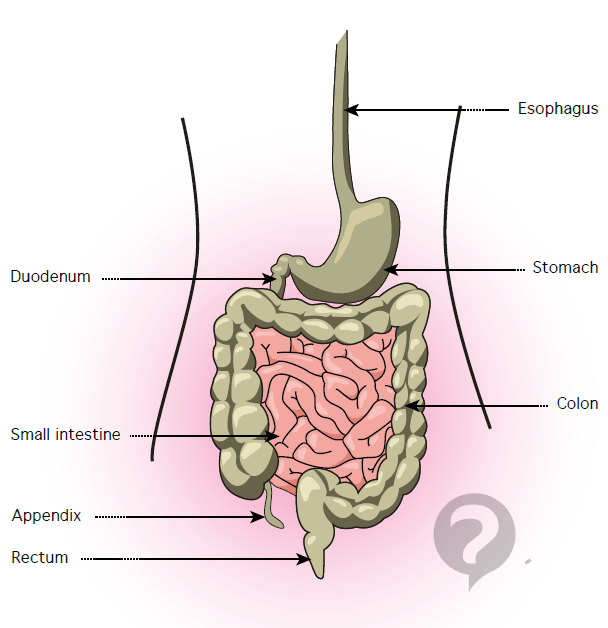 Esophagus
Stomach
Duodenum
Colon
Small intestine
Appendix
Rectum
?